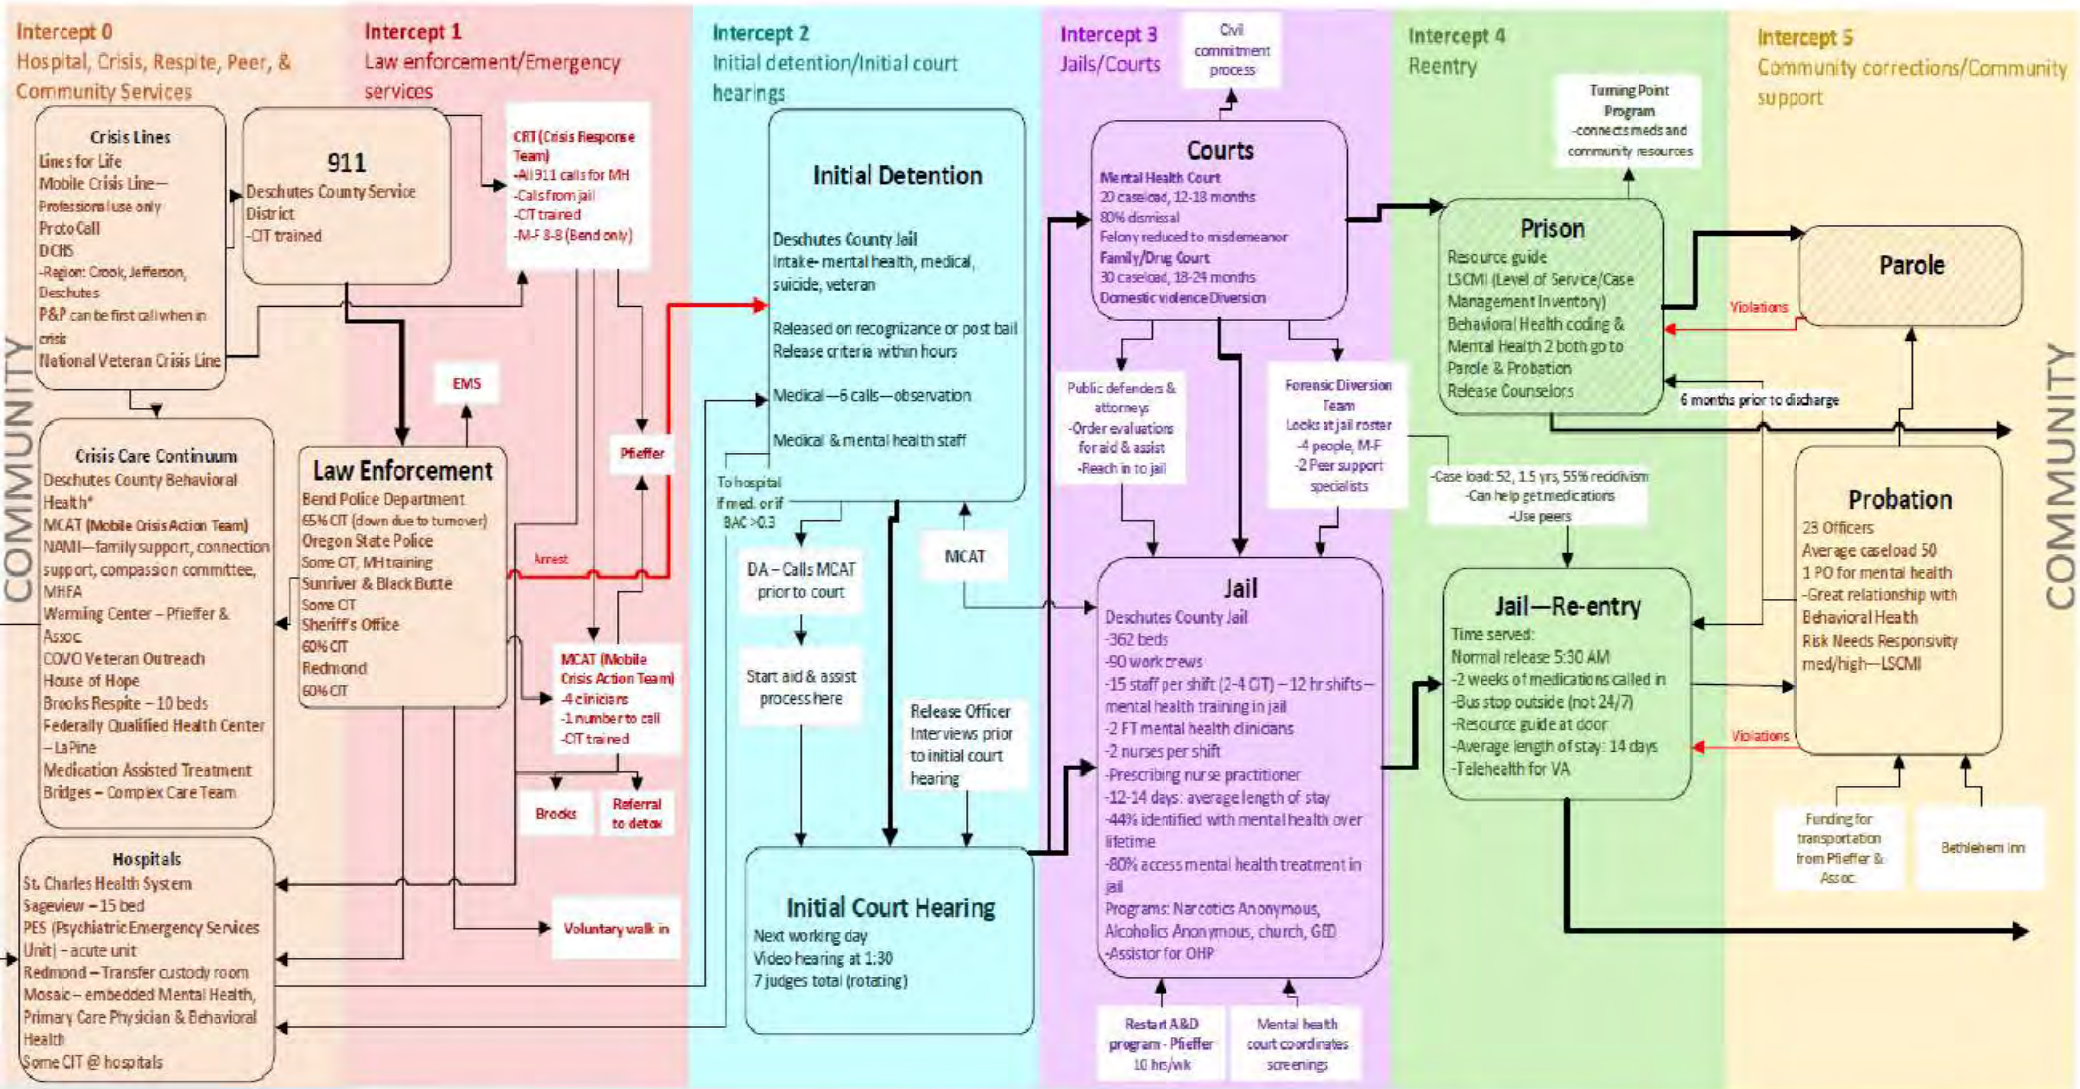 Intercept 0
Hospital, Crisis, Respite, Peer, &
Community Services
Intercept 1
Law enforcement/Emergency
services
Intercept 2
Initial detention/Initial court
hearings
Intercept 3
Jails/Courts
Intercept 4
Reentry
Intercept 5
Community corrections/Community
support
COMMUNITY
Crisis Lines
Lines for Life
Mobile Crisis Line—
Professional use only
ProtoCall
DCHS
-Region: Crook, Jefferson,
Deschutes
P&P can be first call when in
crisis
National Veteran Crisis Line
911
Deschutes County Service
District
-CIT trained
Crisis Care Continuum
Deschutes County Behavioral
Health*
MCAT (Mobile Crisis Action Team)
NAMI—family support, connection
support, compassion committee,
MHFA
Warming Center – Pfieffer &
Assoc
COVO Veteran Outreach
House of Hope
Brooks Respite – 10 beds
Federally Qualified Health Center
– LaPine
Medication Assisted Treatment
Bridges – Complex Care Team
Hospitals
St. Charles Health System
Sageview – 15 bed
PES (Psychiatric Emergency Services
Unit) – acute unit
Redmond – Transfer custody room
Mosaic – embedded Mental Health,
Primary Care Physician & Behavioral
Health
Some CIT @ hospitals
CRT (Crisis Response
Team)
-All 911 calls for MH
-Calls from jail
-CIT trained
-M-F 8-8 (Bend only)
EMS
Pfieffer
Law Enforcement
Bend Police Department
65% CIT (down due to turnover)
Oregon State Police
Some CIT, MH training
Sunriver & Black Butte
Some CIT
Sheriff's Office
60% CIT
Redmond
60% CIT
Arrest
MCAT (Mobile
Crisis Action Team)
-4 clinicians
-1 number to call
-CIT trained
Brooks
Referral
to detox
Voluntary walk in
Initial Detention
Deschutes County Jail
Intake- mental health, medical,
suicide, veteran
Released on recognizance or post bail
Release criteria within hours
Medical—6 calls—observation
Medical & mental health staff
To hospital
if med. or if
BAC >0.3
DA – Calls MCAT
prior to court
MCAT
Start aid & assist
process here
Release Officer
Interviews prior
to initial court
hearing
Initial Court Hearing
Next working day
Video hearing at 1:30
7 judges total (rotating)
Civil
commitment
process
Courts
Mental Health Court
20 caseload, 12-18 months
80% dismissal
Felony reduced to misdemeanor
Family/Drug Court
30 caseload, 18-24 months
Domestic violence Diversion
Public defenders &
attorneys
-Order evaluations
for aid & assist
-Reach in to jail
Forensic Diversion
Team
Looks at jail roster
-4 people, M-F
-2 Peer support
specialists
Jail
Deschutes County Jail
-362 beds
-90 work crews
-15 staff per shift (2-4 CIT) – 12 hr shifts –
mental health training in jail
-2 FT mental health clinicians
-2 nurses per shift
-Prescribing nurse practitioner
-12-14 days: average length of stay
-44% identified with mental health over
lifetime
-80% access mental health treatment in
jail
Programs: Narcotics Anonymous,
Alcoholics Anonymous, church, GED
-Assistor for OHP
Restart A&D
program - Pfieffer
10 hrs/wk
Mental health
court coordinates
screenings
Turning Point
Program
-connects meds and
community resources
Prison
Resource guide
LSCMI (Level of Service/Case
Management Inventory)
Behavioral Health coding &
Mental Health 2 both go to
Parole & Probation
Release Counselors
-Case load: 52, 1.5 yrs, 55% recidivism
-Can help get medications
-Use peers
Jail—Re-entry
Time served:
Normal release 5:30 AM
-2 weeks of medications called in
-Bus stop outside (not 24/7)
-Resource guide at door
-Average length of stay: 14 days
-Telehealth for VA
Parole
Violations
6 months prior to discharge
Probation
23 Officers
Average caseload 50
1 PO for mental health
-Great relationship with
Behavioral Health
Risk Needs Responsivity
med/high—LSCMI
Violations
Funding for
transportation
from Pfieffer &
Assoc.
Bethlehem Inn
COMMUNITY